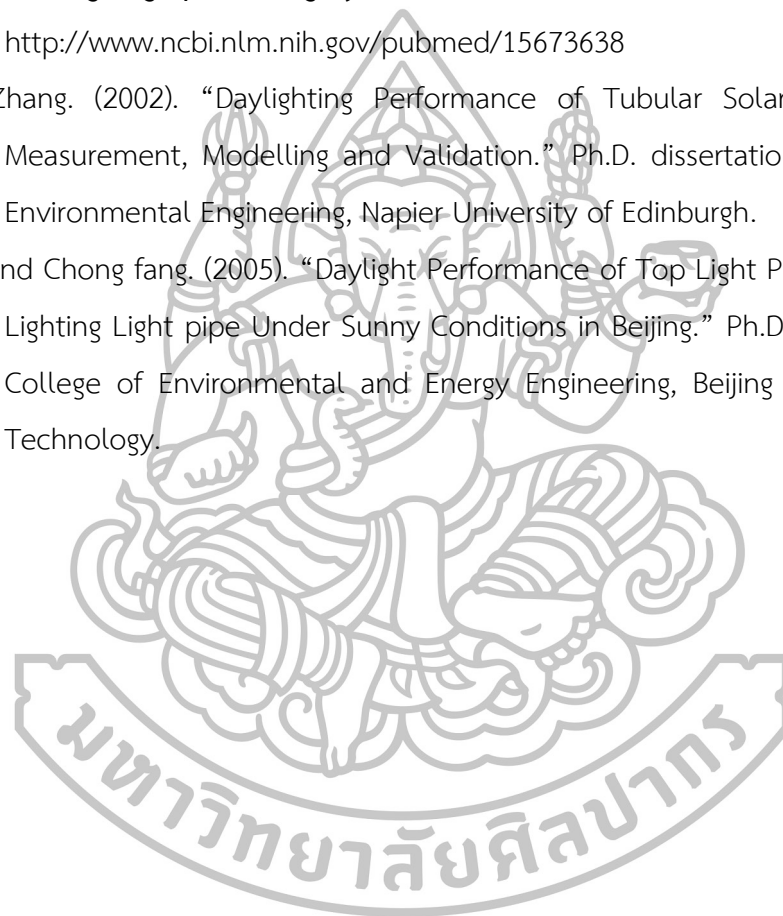 http://www.ncbi.nlm.nih.gov/pubmed/15673638
Zhang. (2002). “Daylighting Performance of Tubular Solar
Measurement, Modelling and Validation.” Ph.D. dissertatio
Environmental Engineering, Napier University of Edinburgh.
nd Chong fang. (2005). “Daylight Performance of Top Light P
Lighting Light pipe Under Sunny Conditions in Beijing.” Ph.D
College of Environmental and Energy Engineering, Beijing
Technology.
มหาวิทยาลัยศิลปากร